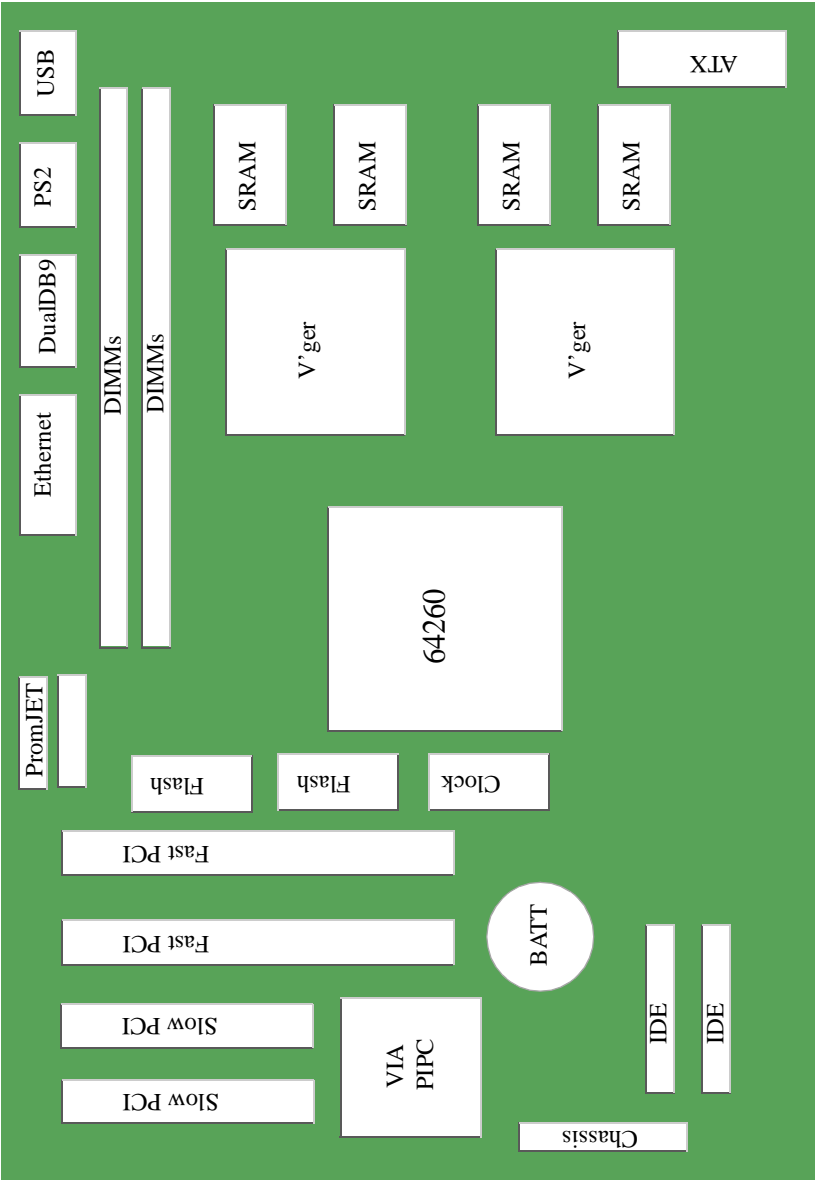 USB
ATX
PS2
SRAM
SRAM
SRAM
SRAM
DualDB9
DIMMs
DIMMs
V'ger
V'ger
Ethernet
64260
PromJET
Flash
Flash
Clock
Fast PCI
Fast PCI
BATT
Slow PCI
IDE
IDE
VIA
PIPC
Slow PCI
Chassis